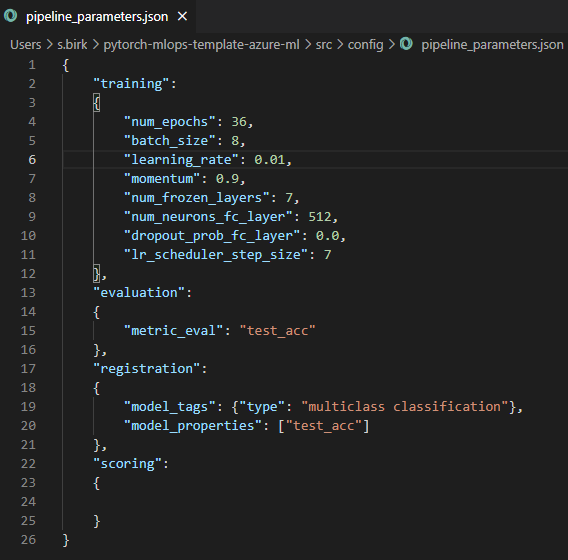 pipeline_parameters.json ×
Users > s.birk > pytorch-mlops-template-azure-ml > src > config > pipeline_parameters.json
1 {
2     "training":
3     {
4         "num_epochs": 36,
5         "batch_size": 8,
6         "learning_rate": 0.01,
7         "momentum": 0.9,
8         "num_frozen_layers": 7,
9         "num_neurons_fc_layer": 512,
10         "dropout_prob_fc_layer": 0.0,
11         "lr_scheduler_step_size": 7
12     },
13     "evaluation":
14     {
15         "metric_eval": "test_acc"
16     },
17     "registration":
18     {
19         "model_tags": {"type": "multiclass classification"},
20         "model_properties": ["test_acc"]
21     },
22     "scoring":
23     {
24
25     }
26 }